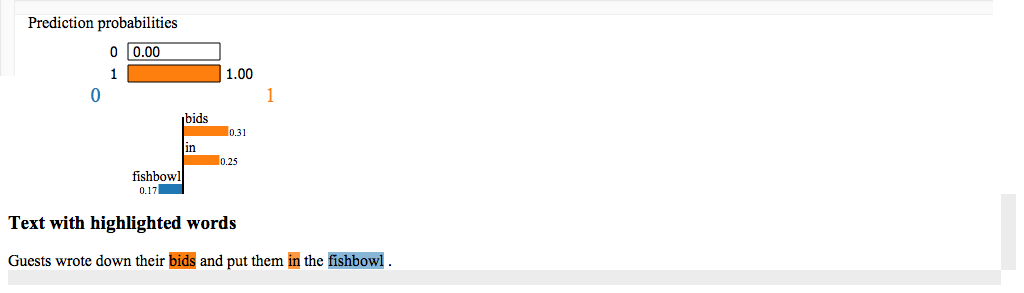 Prediction probabilities
0 0.00
1 1.00
0 1
bids
0.31
in
0.25
fishbowl
0.17
Text with highlighted words
Guests wrote down their bids and put them in the fishbowl .